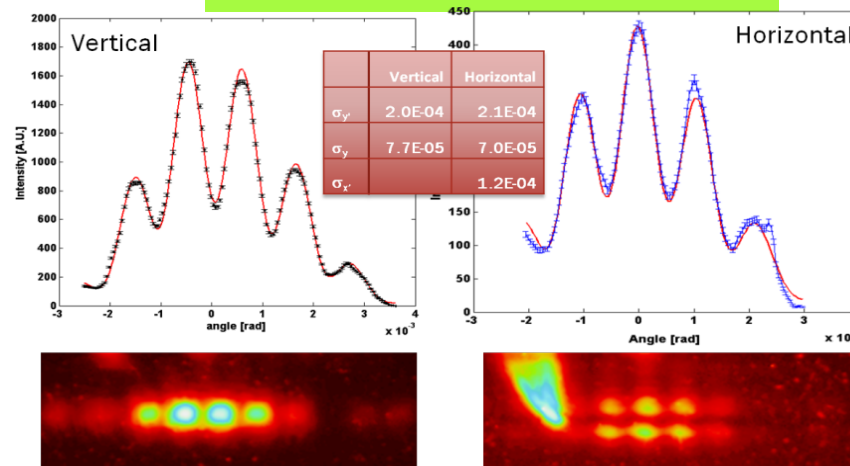 Vertical
2000
1800
1600
1400
1200
1000
800
600
400
200
0
Intensity [A.U.]
-3 -2 -1 0 1 2 3 4
angle [rad]
x 10⁻³
Vertical Horizontal
σy' 2.0E-04 2.1E-04
σy 7.7E-05 7.0E-05
σx' 1.2E-04
Horizontal
450
400
350
150
100
50
0
-3 -2 -1 0 1 2 3
Angle [rad]
x 10